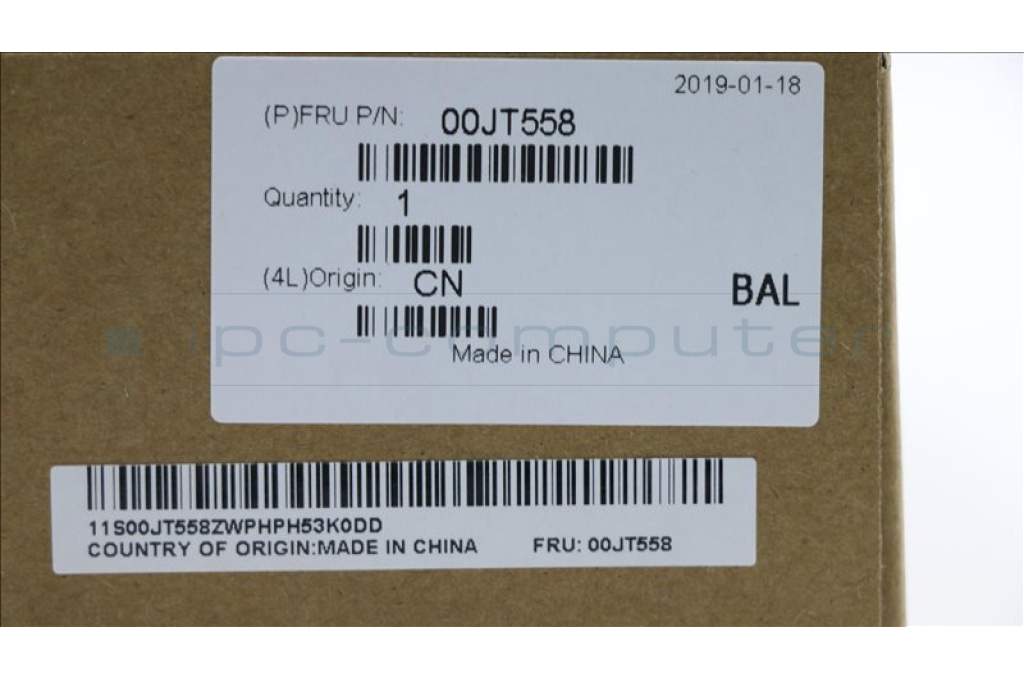 2019-01-18
(P)FRU P/N: 00JT558
Quantity: 1
(4L)Origin: CN
BAL
ipc-computer
Made in CHINA
11S00JT558ZWPHPH53K0DD
COUNTRY OF ORIGIN:MADE IN CHINA FRU: 00JT558